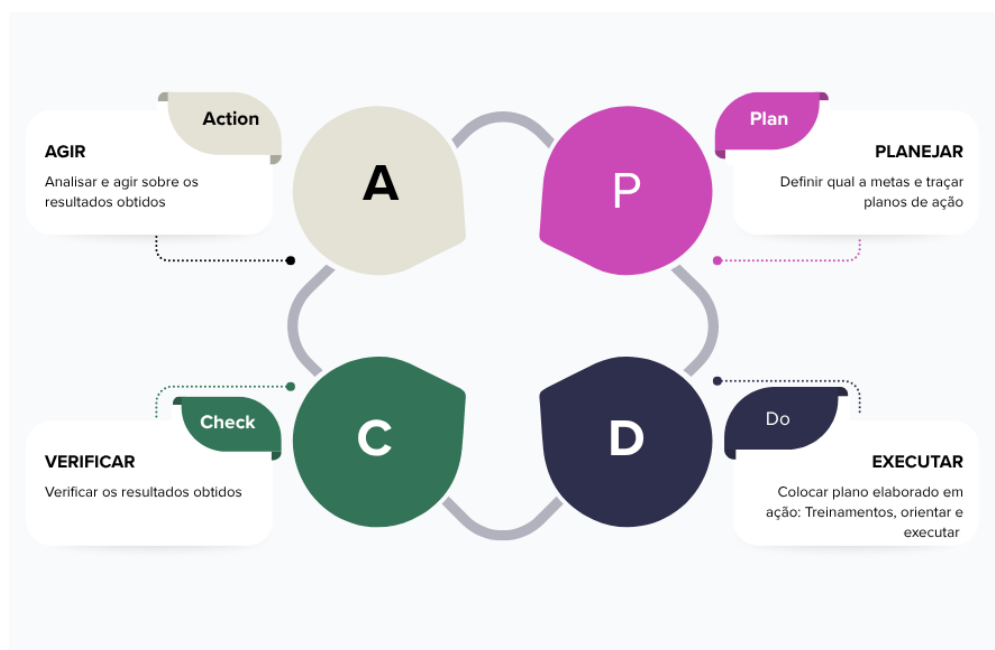 Action
AGIR
Analisar e agir sobre os
resultados obtidos
A
P
Plan
PLANEJAR
Definir qual a metas e traçar
planos de ação
Check
VERIFICAR
Verificar os resultados obtidos
C
D
Do
EXECUTAR
Colocar plano elaborado em
ação: Treinamentos, orientar e
executar